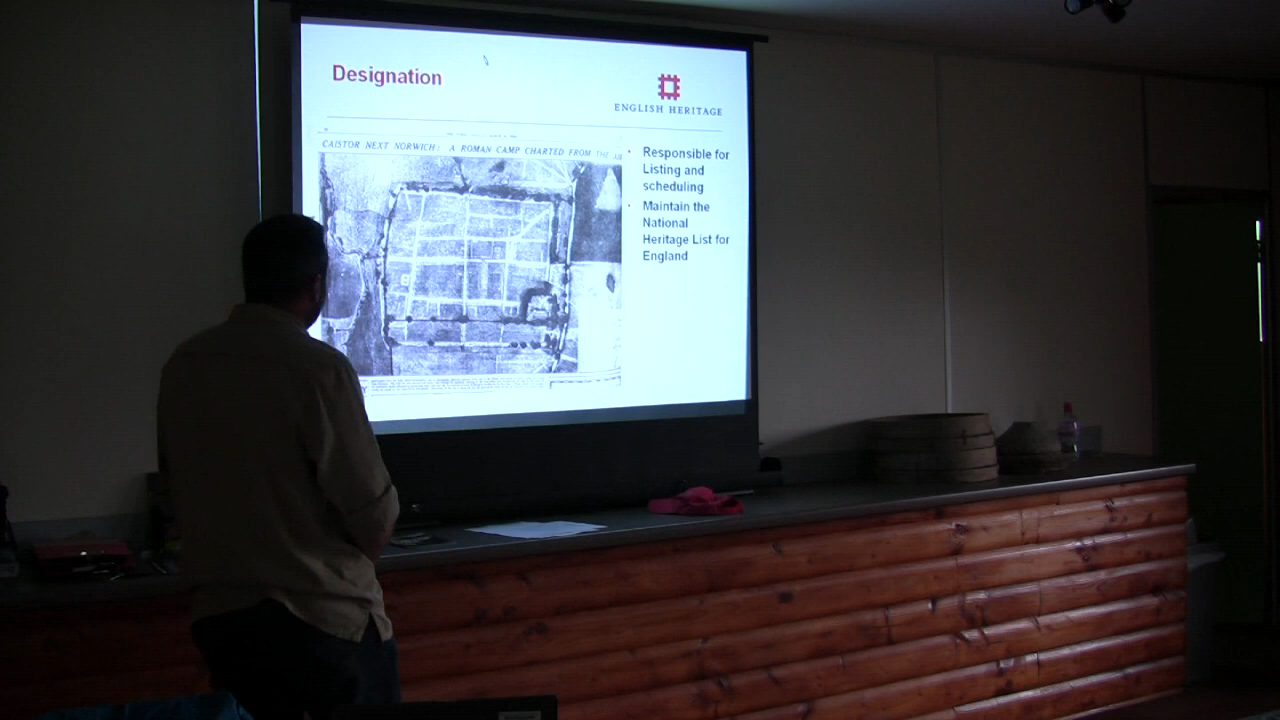 Designation
ENGLISH HERITAGE
CAISTOR NEXT NORWICH: A ROMAN CAMP CHARTED FROM THE AIR
• Responsible for
Listing and
scheduling
• Maintain the
National
Heritage List for
England